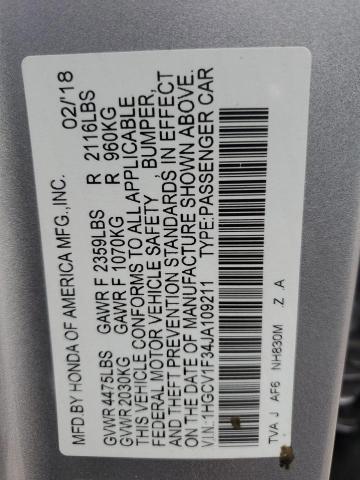 MFD BY HONDA OF AMERICA MFG.,INC. 02/'18
GVWR 4475LBS GAWR F 2359LBS R 2116LBS
GVWR 2030KG GAWR F 1070KG R 960KG
THIS VEHICLE CONFORMS TO ALL APPLICABLE
FEDERAL MOTOR VEHICLE SAFETY, BUMPER,
AND THEFT PREVENTION STANDARDS IN EFFECT
ON THE DATE OF MANUFACTURE SHOWN ABOVE.
V.I.N.:1HGCV1F34JA109211 TYPE:PASSENGER CAR
TVA J AF6 NH830M .Z .A